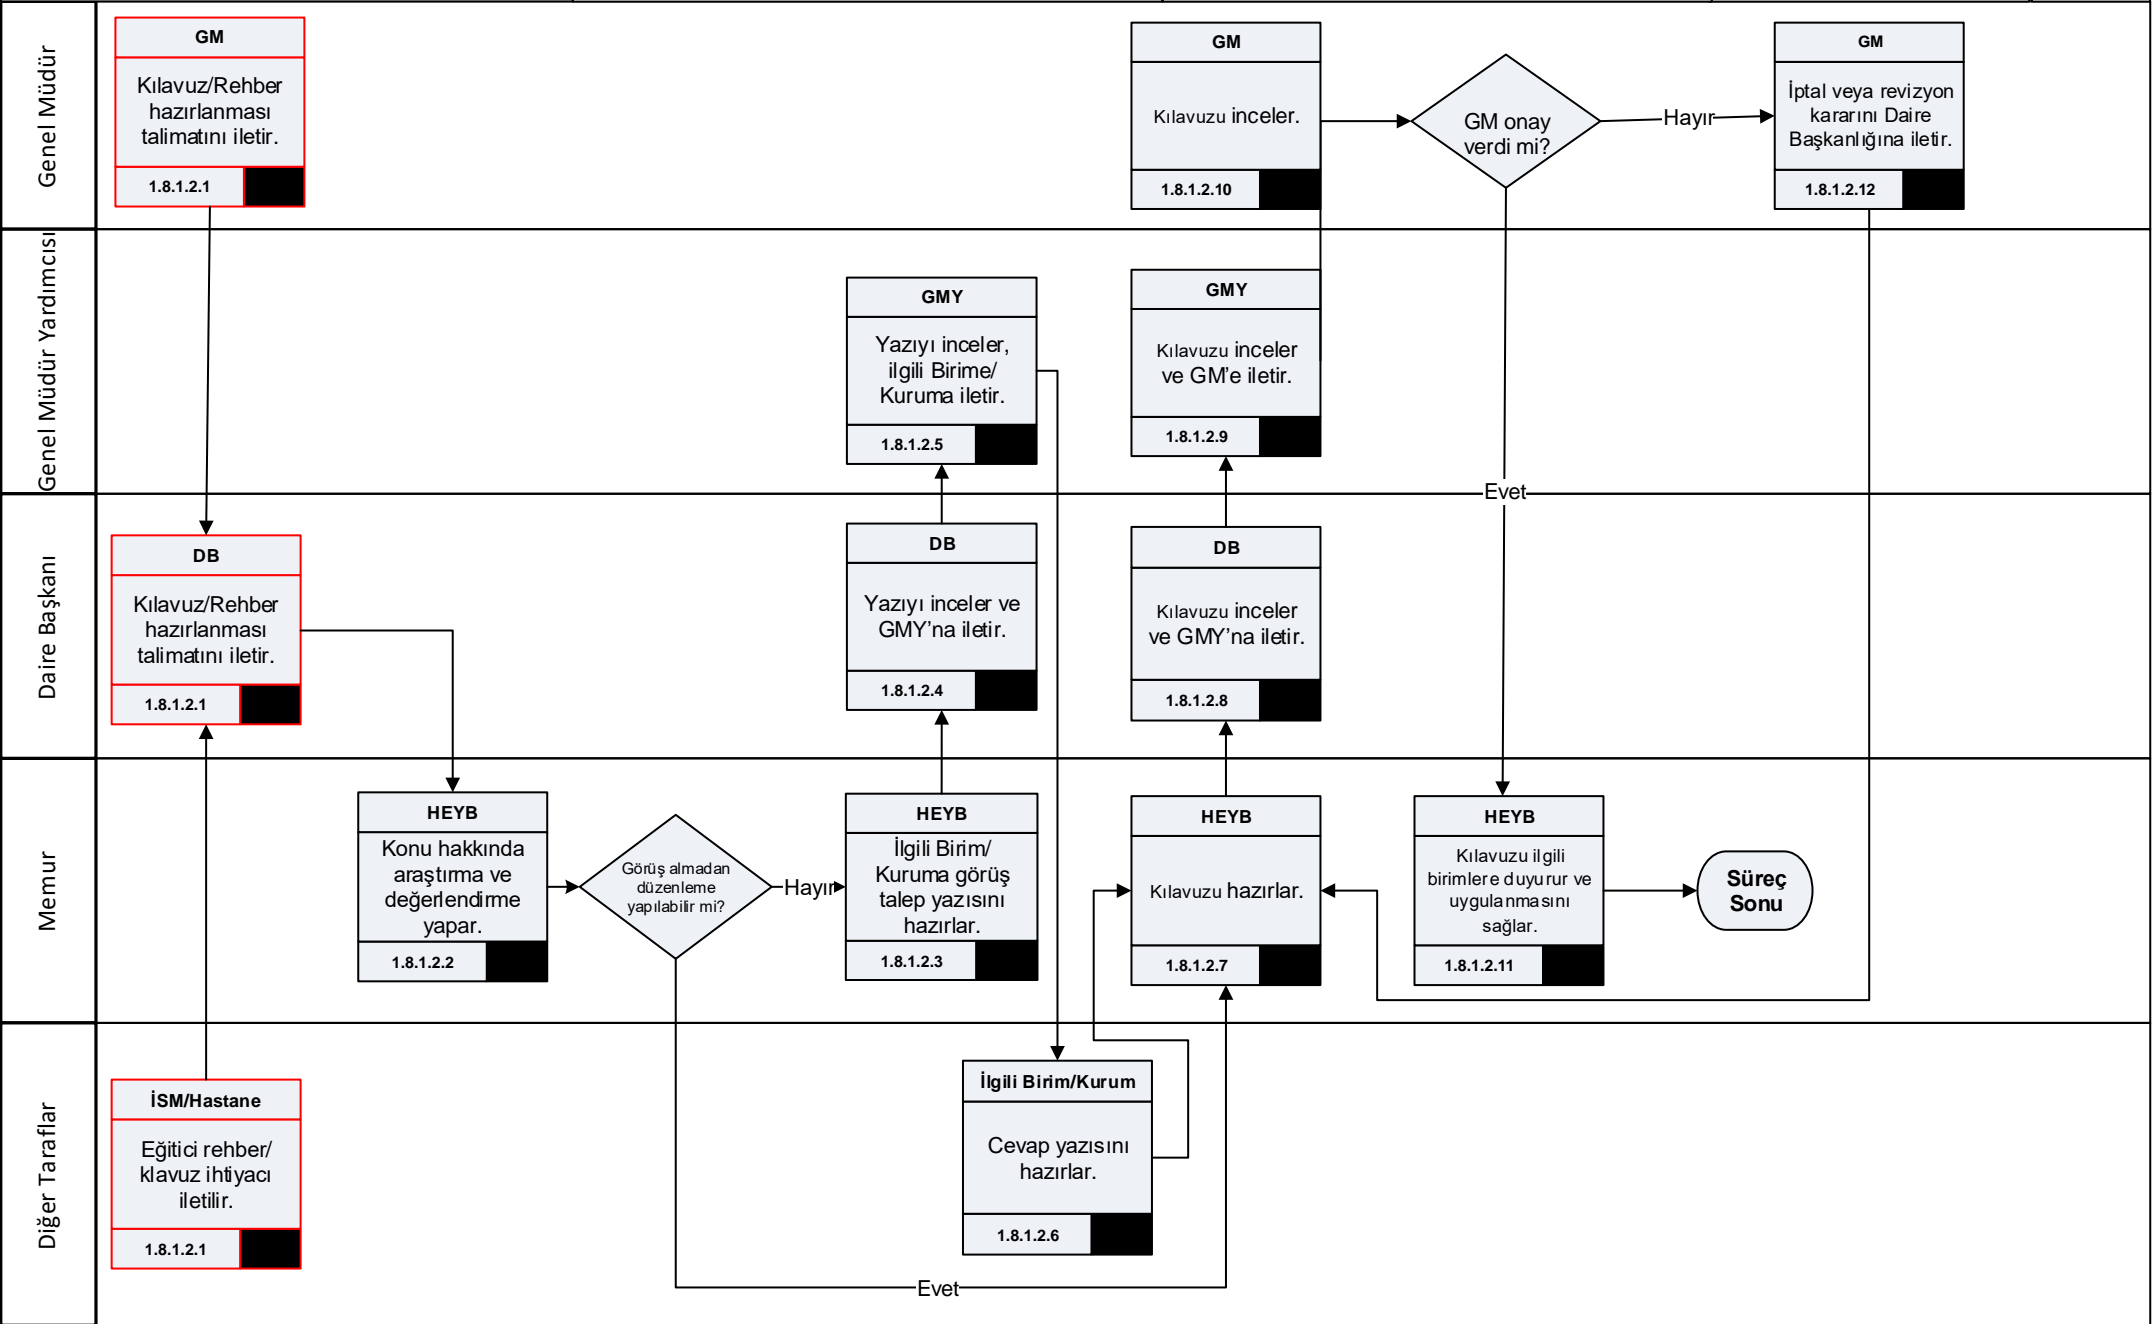 Genel Müdür
GM
Kılavuz/Rehber
hazırlanması
talimatını iletir.
1.8.1.2.1
GM
Kılavuzu inceler.
1.8.1.2.10
GM onay
verdi mi?
Hayır
GM
İptal veya revizyon
kararını Daire
Başkanlığına iletir.
1.8.1.2.12
Genel Müdür Yardımcısı
GMY
Yazıyı inceler,
ilgili Birime/
Kuruma iletir.
1.8.1.2.5
GMY
Kılavuzu inceler
ve GM’e iletir.
1.8.1.2.9
Evet
Daire Başkanı
DB
Kılavuz/Rehber
hazırlanması
talimatını iletir.
1.8.1.2.1
DB
Yazıyı inceler ve
GMY’na iletir.
1.8.1.2.4
DB
Kılavuzu inceler
ve GMY’na iletir.
1.8.1.2.8
Memur
HEYB
Konu hakkında
araştırma ve
değerlendirme
yapar.
1.8.1.2.2
Görüş almadan
düzenleme
yapılabilir mi?
Hayır
HEYB
İlgili Birim/
Kuruma görüş
talep yazısını
hazırlar.
1.8.1.2.3
HEYB
Kılavuzu hazırlar.
1.8.1.2.7
HEYB
Kılavuzu ilgili
birimlere duyurur ve
uygulanmasını
sağlar.
1.8.1.2.11
Süreç
Sonu
Diğer Taraflar
İSM/Hastane
Eğitici rehber/
klavuz ihtiyacı
iletilir.
1.8.1.2.1
İlgili Birim/Kurum
Cevap yazısını
hazırlar.
1.8.1.2.6
Evet